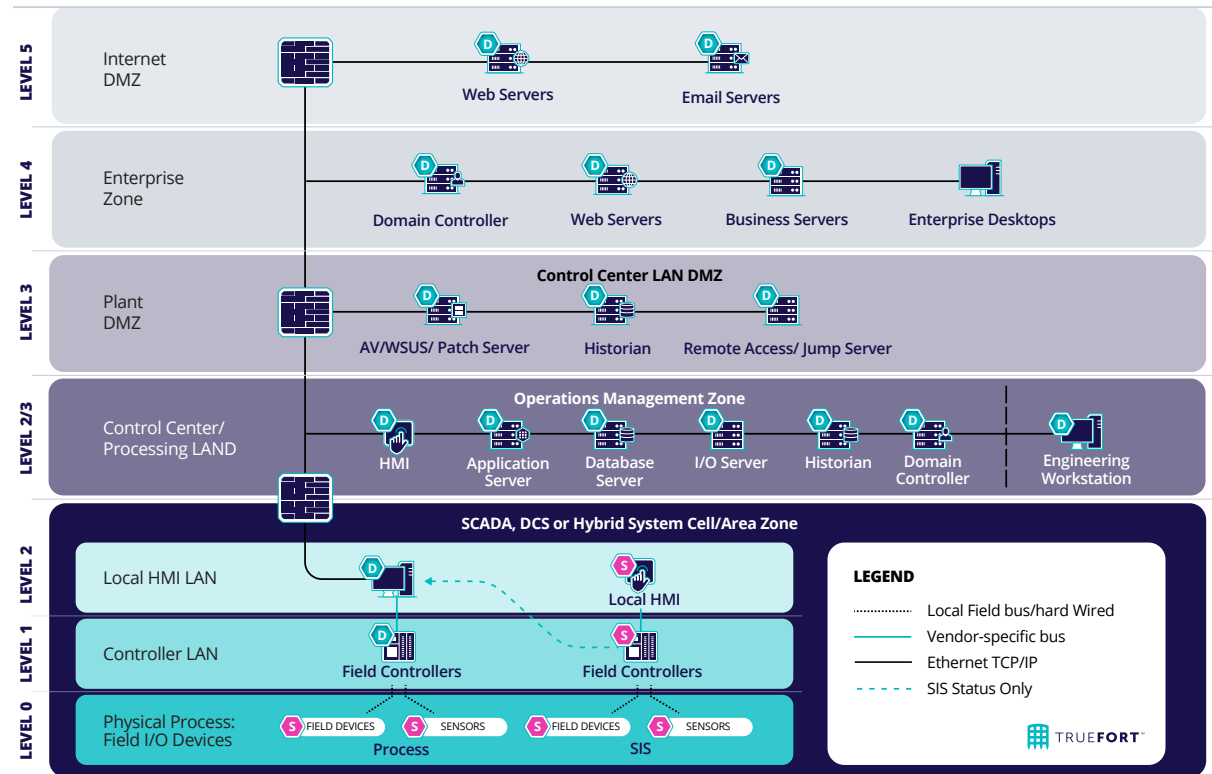 LEVEL 5
Internet
DMZ
D
D
Web Servers
Email Servers
LEVEL 4
Enterprise
Zone
D
D
D
Domain Controller
Web Servers
Business Servers
Enterprise Desktops
LEVEL 3
Plant
DMZ
Control Center LAN DMZ
D
D
D
AV/WSUS/ Patch Server
Historian
Remote Access/ Jump Server
LEVEL 2/3
Control Center/
Processing LAND
Operations Management Zone
D
D
D
D
D
D
D
HMI
Application
Server
Database
Server
I/O Server
Historian
Domain
Controller
Engineering
Workstation
SCADA, DCS or Hybrid System Cell/Area Zone
LEVEL 2
Local HMI LAN
D
S
Local HMI
LEVEL 1
Controller LAN
D
S
Field Controllers
Field Controllers
LEVEL 0
Physical Process:
Field I/O Devices
S
FIELD DEVICES
S
SENSORS
S
FIELD DEVICES
S
SENSORS
Process
SIS
LEGEND
Local Field bus/hard Wired
Vendor-specific bus
Ethernet TCP/IP
SIS Status Only
TRUEFORT™